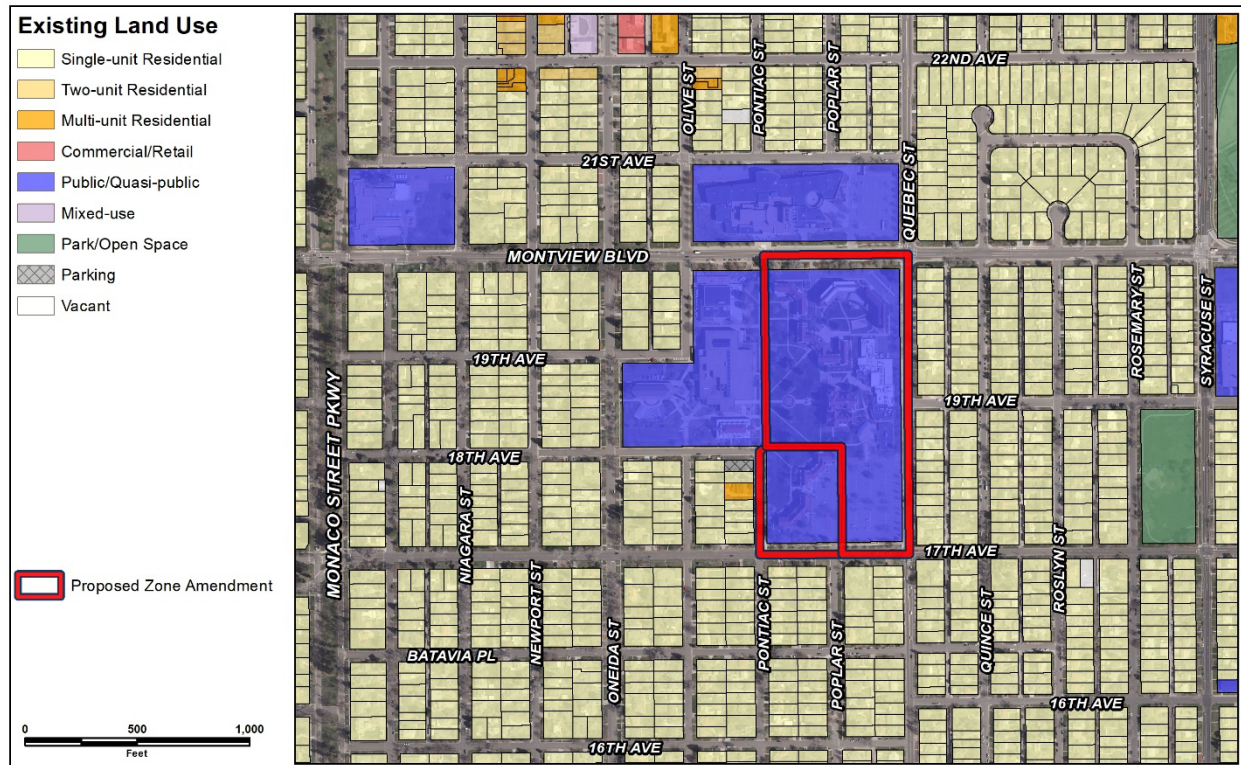 Existing Land Use
Single-unit Residential
Two-unit Residential
Multi-unit Residential
Commercial/Retail
Public/Quasi-public
Mixed-use
Park/Open Space
Parking
Vacant
Proposed Zone Amendment
0 500 1,000
Feet
22ND AVE
OLIVE ST
PONTIAC ST
POPLAR ST
21ST AVE
QUEBEC ST
MONTVIEW BLVD
ROSEMARY ST
SYRACUSE ST
19TH AVE
19TH AVE
MONACO STREET PKWY
18TH AVE
NIAGARA ST
17TH AVE
ROSLYN ST
NEWPORT ST
ONEIDA ST
PONTIAC ST
POPLAR ST
QUINCE ST
BATAVIA PL
16TH AVE
16TH AVE